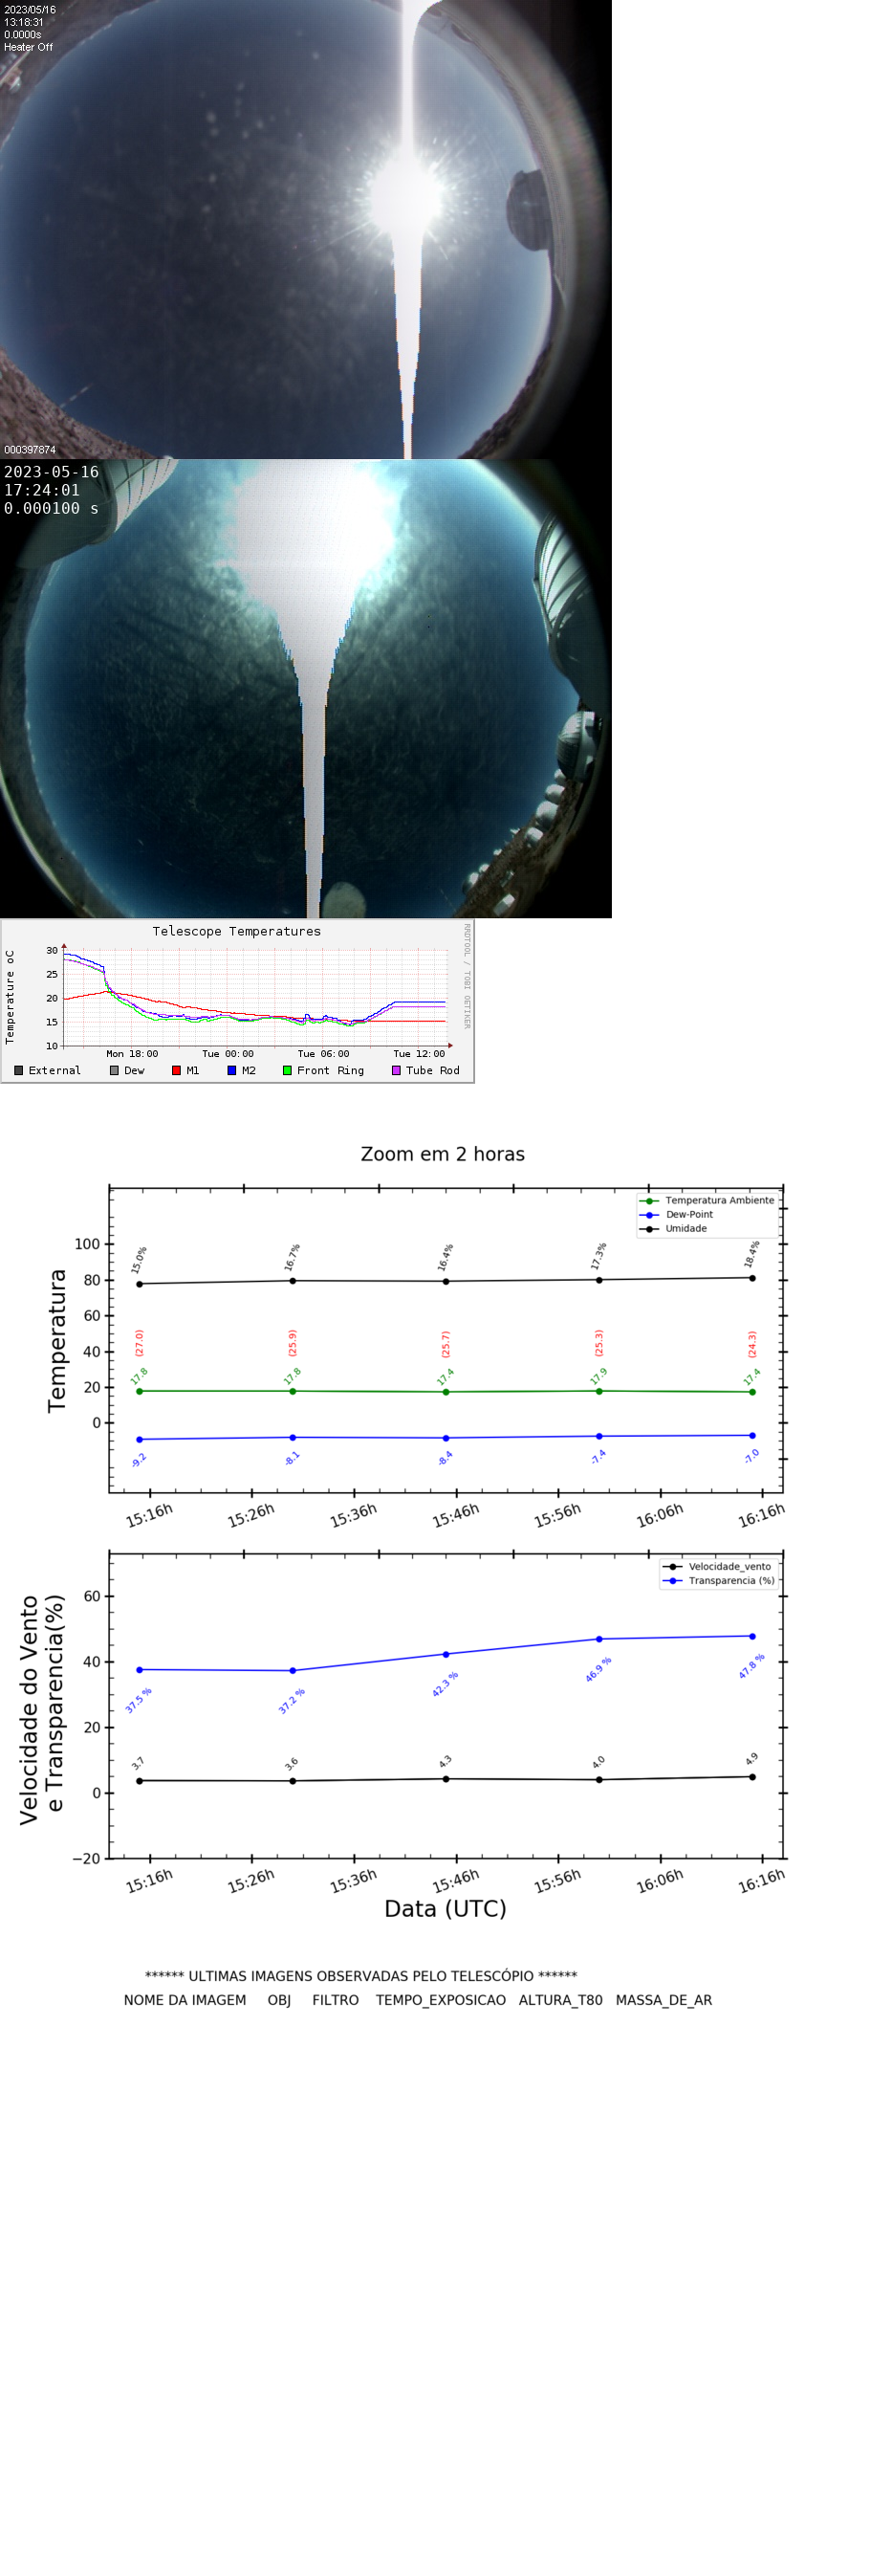 2023/05/16
13:18:31
0.0000s
Heater Off
000397874
2023-05-16
17:24:01
0.000100 s
Telescope Temperatures
RRDTOOL / TOBI OETIKER
Temperature oC
30
25
20
15
10
Mon 18:00 Tue 00:00 Tue 06:00 Tue 12:00
External Dew M1 M2 Front Ring Tube Rod
Zoom em 2 horas
Temperatura Ambiente
Dew-Point
Umidade
Temperatura
100
80
60
40
20
0
15.0% 16.7% 16.4% 17.3% 18.4%
(27.0) (25.9) (25.7) (25.3) (24.3)
17.8 17.8 17.4 17.9 17.4
-9.2 -8.1 -8.4 -7.4 -7.0
15:16h 15:26h 15:36h 15:46h 15:56h 16:06h 16:16h
Velocidade_vento
Transparencia (%)
Velocidade do Vento
e Transparencia(%)
60
40
20
0
−20
37.5 % 37.2 % 42.3 % 46.9 % 47.8 %
3.7 3.6 4.3 4.0 4.9
15:16h 15:26h 15:36h 15:46h 15:56h 16:06h 16:16h
Data (UTC)
****** ULTIMAS IMAGENS OBSERVADAS PELO TELESCÓPIO ******
NOME DA IMAGEM OBJ FILTRO TEMPO_EXPOSICAO ALTURA_T80 MASSA_DE_AR